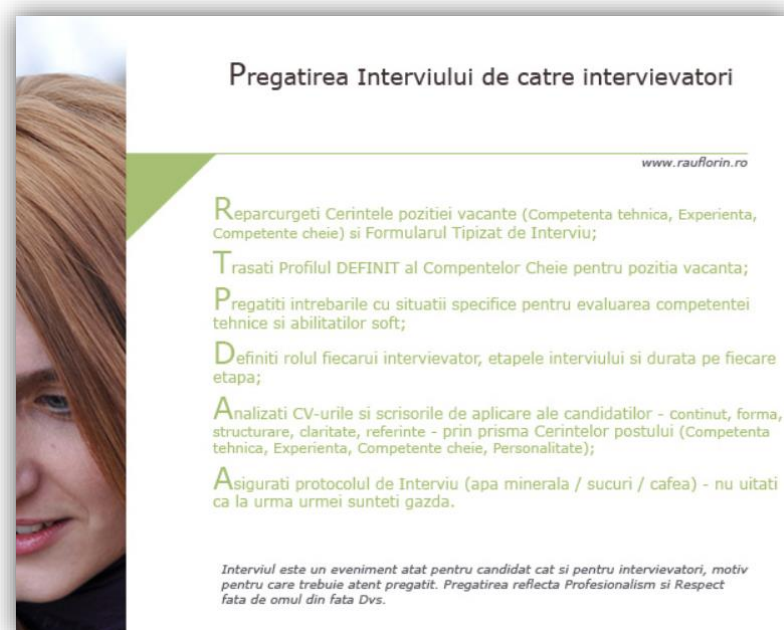 Pregatirea Interviului de catre intervievatori
www.rauflorin.ro
Reparcurgeti Cerintele pozitiei vacante (Competenta tehnica, Experienta,
Competente cheie) si Formularul Tipizat de Interviu;
Trasati Profilul DEFINIT al Compentelor Cheie pentru pozitia vacanta;
Pregatiti intrebarile cu situatii specifice pentru evaluarea competentei
tehnice si abilitatilor soft;
Definiti rolul fiecarui intervievator, etapele interviului si durata pe fiecare
etapa;
Analizati CV-urile si scrisorile de aplicare ale candidatilor - continut, forma,
structurare, claritate, referinte - prin prisma Cerintelor postului (Competenta
tehnica, Experienta, Competente cheie, Personalitate);
Asigurati protocolul de Interviu (apa minerala / sucuri / cafea) - nu uitati
ca la urma urmei sunteti gazda.
Interviul este un eveniment atat pentru candidat cat si pentru intervievatori, motiv
pentru care trebuie atent pregatit. Pregatirea reflecta Profesionalism si Respect
fata de omul din fata Dvs.